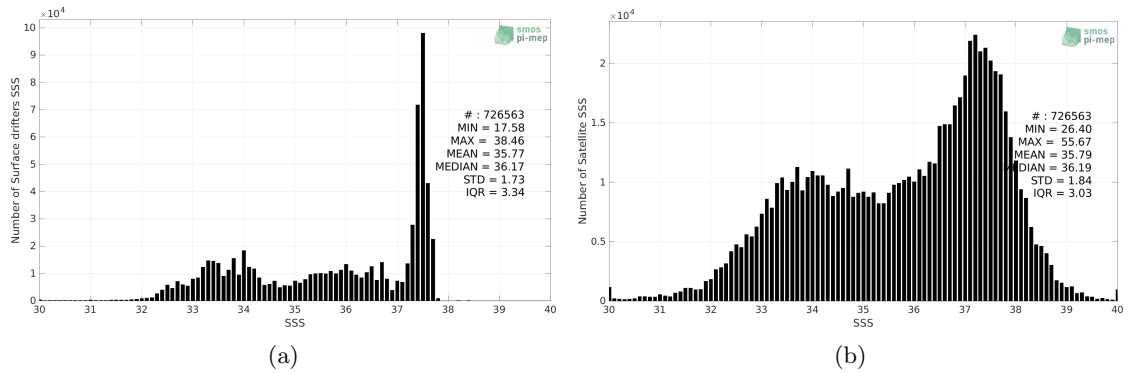 ×10⁴
10
9
8
7
6
5
4
3
2
1
0
Number of Surface drifters SSS
smos
pi-mep
# : 726563
MIN = 17.58
MAX = 38.46
MEAN = 35.77
MEDIAN = 36.17
STD = 1.73
IQR = 3.34
30 31 32 33 34 35 36 37 38 39 40
SSS
(a)
×10⁴
2
1.5
1
0.5
0
Number of Satellite SSS
smos
pi-mep
# : 726563
MIN = 26.40
MAX = 55.67
MEAN = 35.79
MEDIAN = 36.19
STD = 1.84
IQR = 3.03
30 31 32 33 34 35 36 37 38 39 40
SSS
(b)